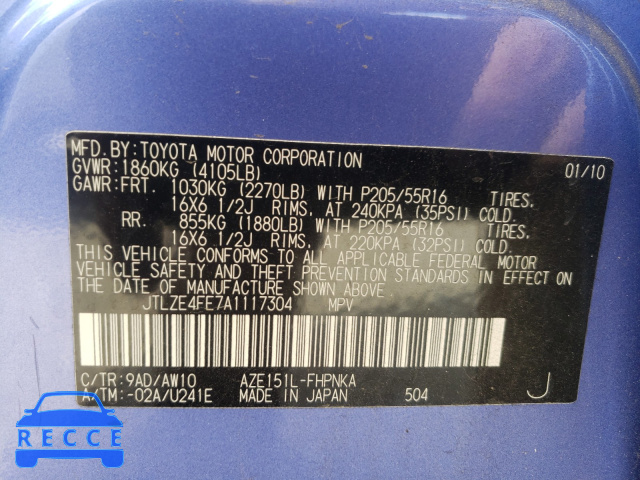 MFD.BY:TOYOTA MOTOR CORPORATION 01/10
GVWR:1860KG (4105LB)
GAWR:FRT. 1030KG (2270LB) WITH P205/55R16 TIRES.
16X6 1/2J RIMS, AT 240KPA (35PSI) COLD.
RR. 855KG (1880LB) WITH P205/55R16 TIRES.
16X6 1/2J RIMS, AT 220KPA (32PSI) COLD.
THIS VEHICLE CONFORMS TO ALL APPLICABLE FEDERAL MOTOR
VEHICLE SAFETY AND THEFT PREVENTION STANDARDS IN EFFECT ON
THE DATE OF MANUFACTURE SHOWN ABOVE.
JTLZE4FE7A1117304 MPV
C/TR:9AD/AW10 AZE151L-FHPNKA
A/TM:-02A/U241E MADE IN JAPAN 504 J
RECCE